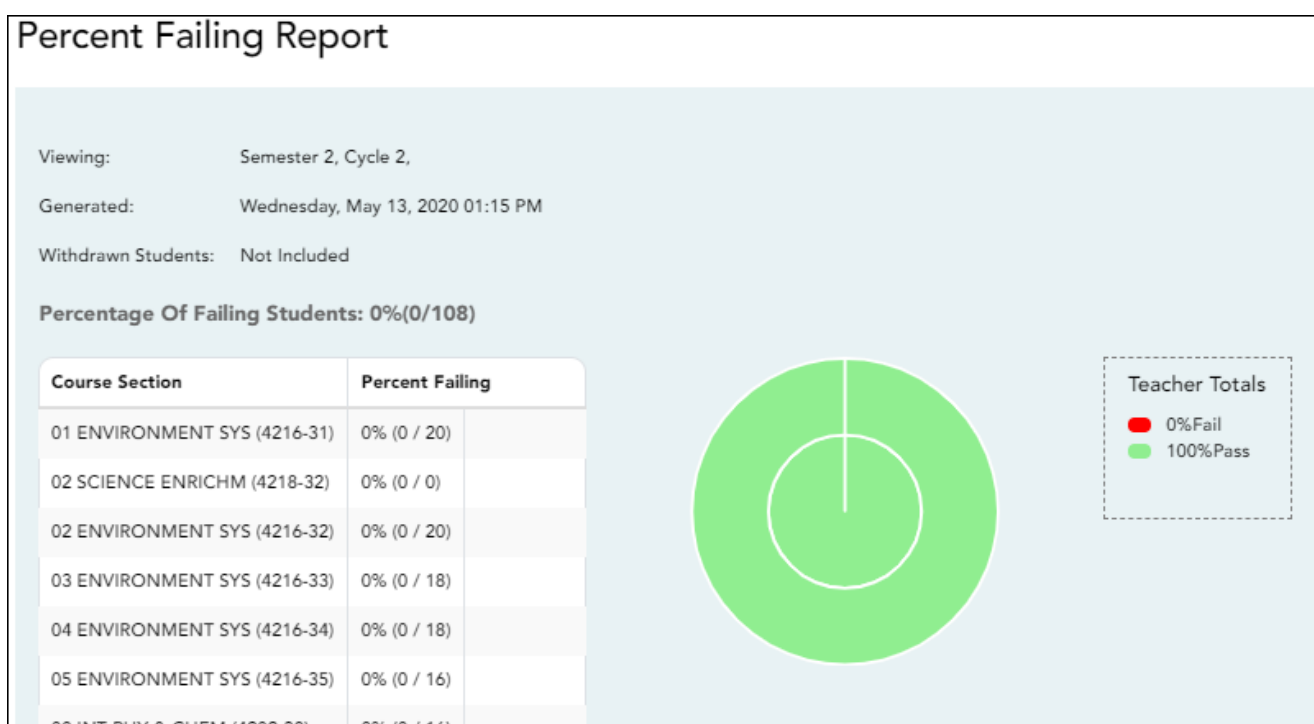 Percent Failing Report
Viewing: Semester 2, Cycle 2,
Generated: Wednesday, May 13, 2020 01:15 PM
Withdrawn Students: Not Included
Percentage Of Failing Students: 0%(0/108)
Course Section Percent Failing
01 ENVIRONMENT SYS (4216-31) 0% (0 / 20)
02 SCIENCE ENRICHM (4218-32) 0% (0 / 0)
02 ENVIRONMENT SYS (4216-32) 0% (0 / 20)
03 ENVIRONMENT SYS (4216-33) 0% (0 / 18)
04 ENVIRONMENT SYS (4216-34) 0% (0 / 18)
05 ENVIRONMENT SYS (4216-35) 0% (0 / 16)
Teacher Totals
0%Fail
100%Pass